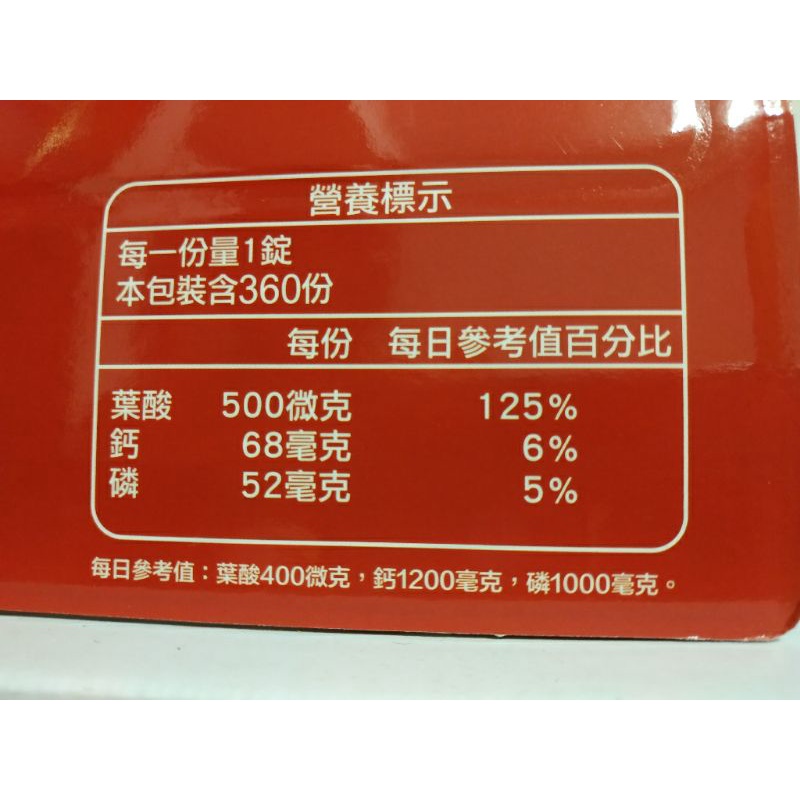 營養標示
每一份量1錠
本包裝含360份
每份 每日參考值百分比
葉酸 500微克 125%
鈣 68毫克 6%
磷 52毫克 5%
每日參考值：葉酸400微克，鈣1200毫克，磷1000毫克。